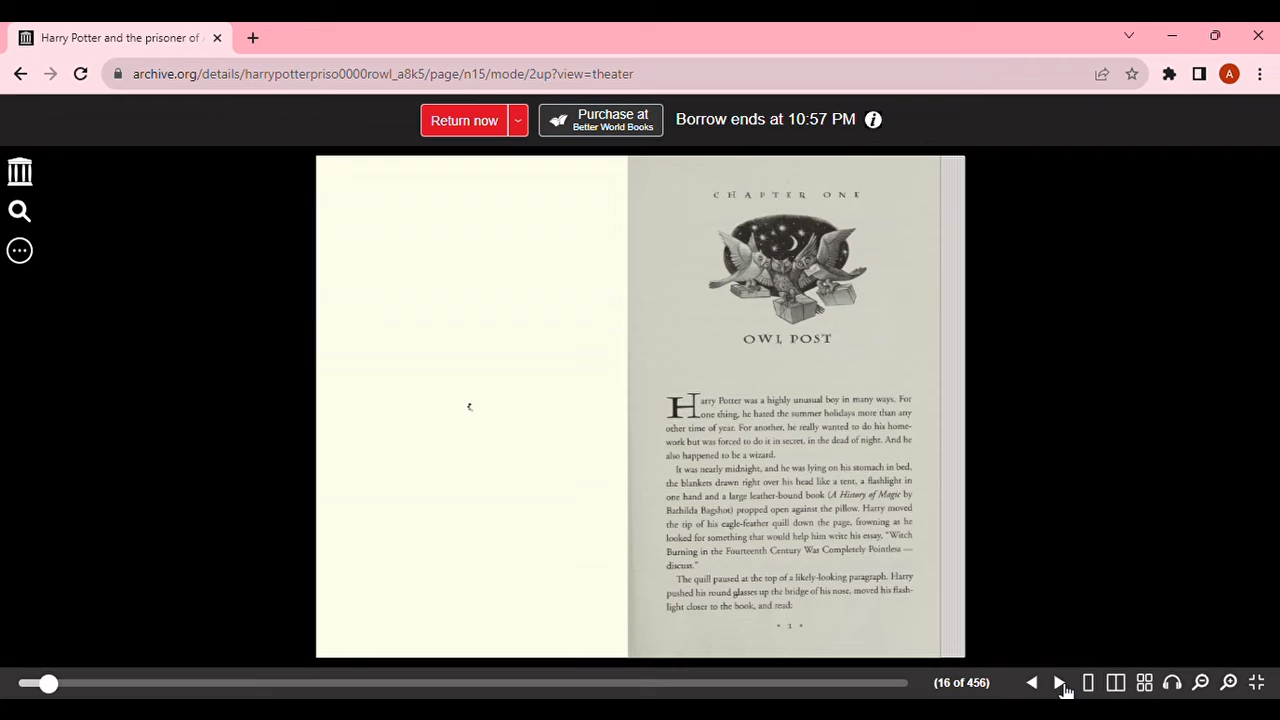 Harry Potter and the prisoner of
archive.org/details/harrypotterpriso0000rowl_a8k5/page/n15/mode/2up?view=theater
A
Return now
Purchase at
Better World Books
Borrow ends at 10:57 PM
CHAPTER ONE
OWL POST
Harry Potter was a highly unusual boy in many ways. For
one thing, he hated the summer holidays more than any
other time of year. For another, he really wanted to do his home-
work but was forced to do it in secret, in the dead of night. And he
also happened to be a wizard.
It was nearly midnight, and he was lying on his stomach in bed,
the blankets drawn right over his head like a tent, a flashlight in
one hand and a large leather-bound book (A History of Magic by
Bathilda Bagshot) propped open against the pillow. Harry moved
the tip of his eagle-feather quill down the page, frowning as he
looked for something that would help him write his essay, "Witch
Burning in the Fourteenth Century Was Completely Pointless —
discuss."
The quill paused at the top of a likely-looking paragraph. Harry
pushed his round glasses up the bridge of his nose, moved his flash-
light closer to the book, and read:
* 1 *
(16 of 456)